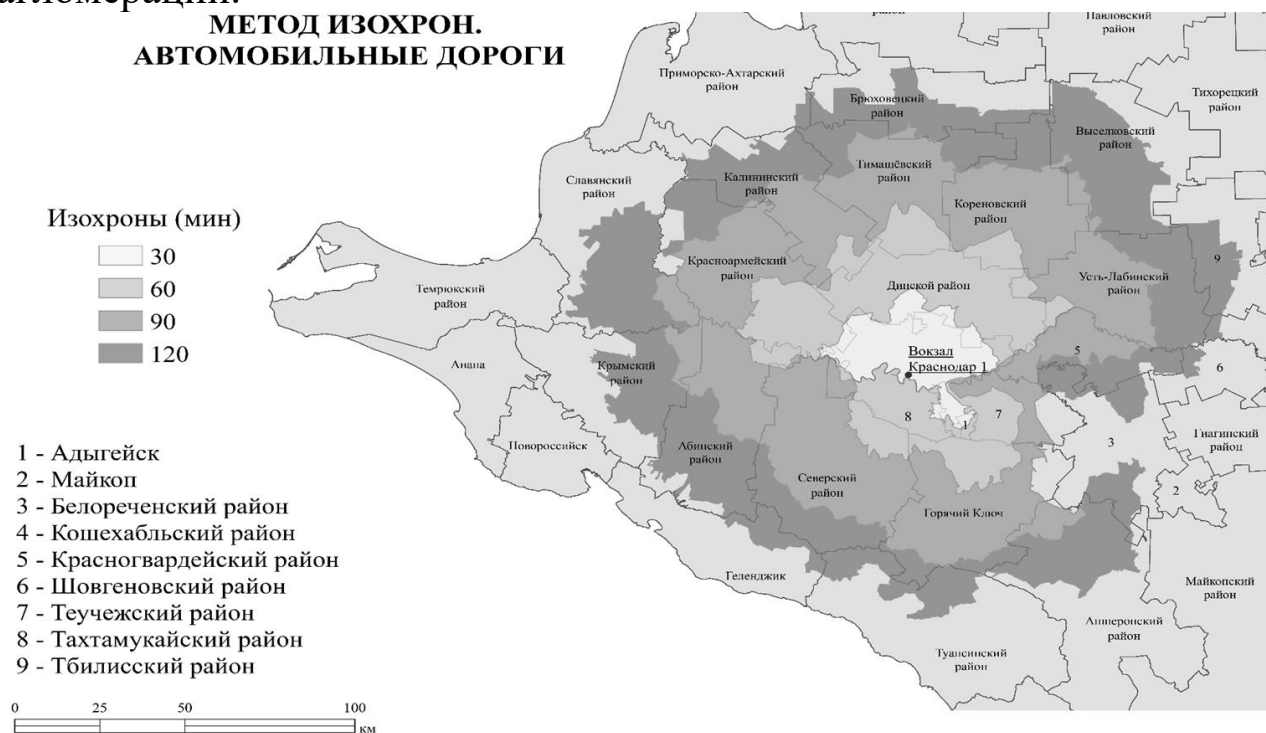 агломерации.
МЕТОД ИЗОХРОН.
АВТОМОБИЛЬНЫЕ ДОРОГИ
Изохроны (мин)
30
60
90
120
1 - Адыгейск
2 - Майкоп
3 - Белореченский район
4 - Кошехабльский район
5 - Красногвардейский район
6 - Шовгеновский район
7 - Теучежский район
8 - Тахтамукайский район
9 - Тбилисский район
0 25 50 100
км
район
Павловский
район
Приморско-Ахтарский
район
Брюховецкий
район
Тихорецкий
район
Выселковский
район
Славянский
район
Калининский
район
Тимашёвский
район
Кореновский
район
Красноармейский
район
Динской район
Усть-Лабинский
район
9
Темрюкский
район
Анапа
Крымский
район
Вокзал
Краснодар 1
5
6
Новороссийск
8
1
7
3
Гиагинский
район
2
Абинский
район
Северский
район
Горячий Ключ
Геленджик
Майкопский
район
Апшеронский
район
Туапсинский
район